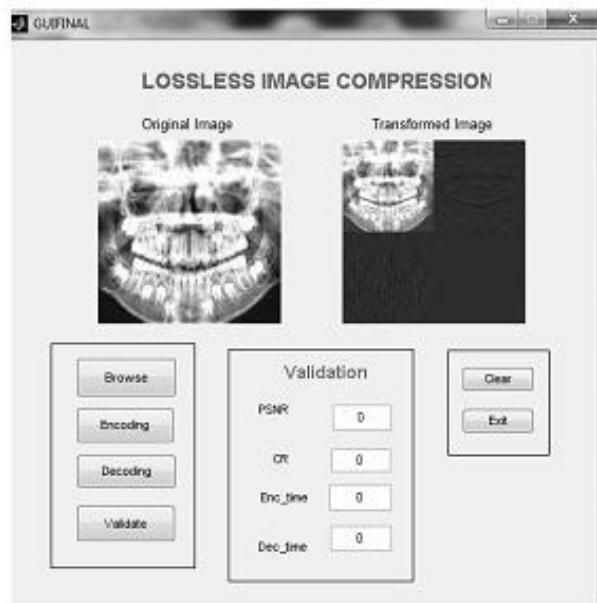 GUIFINAL
LOSSLESS IMAGE COMPRESSION
Original Image
Transformed Image
Browse
Encoding
Decoding
Validate
Validation
PSNR 0
CR 0
Enc_time 0
Dec_time 0
Clear
Exit